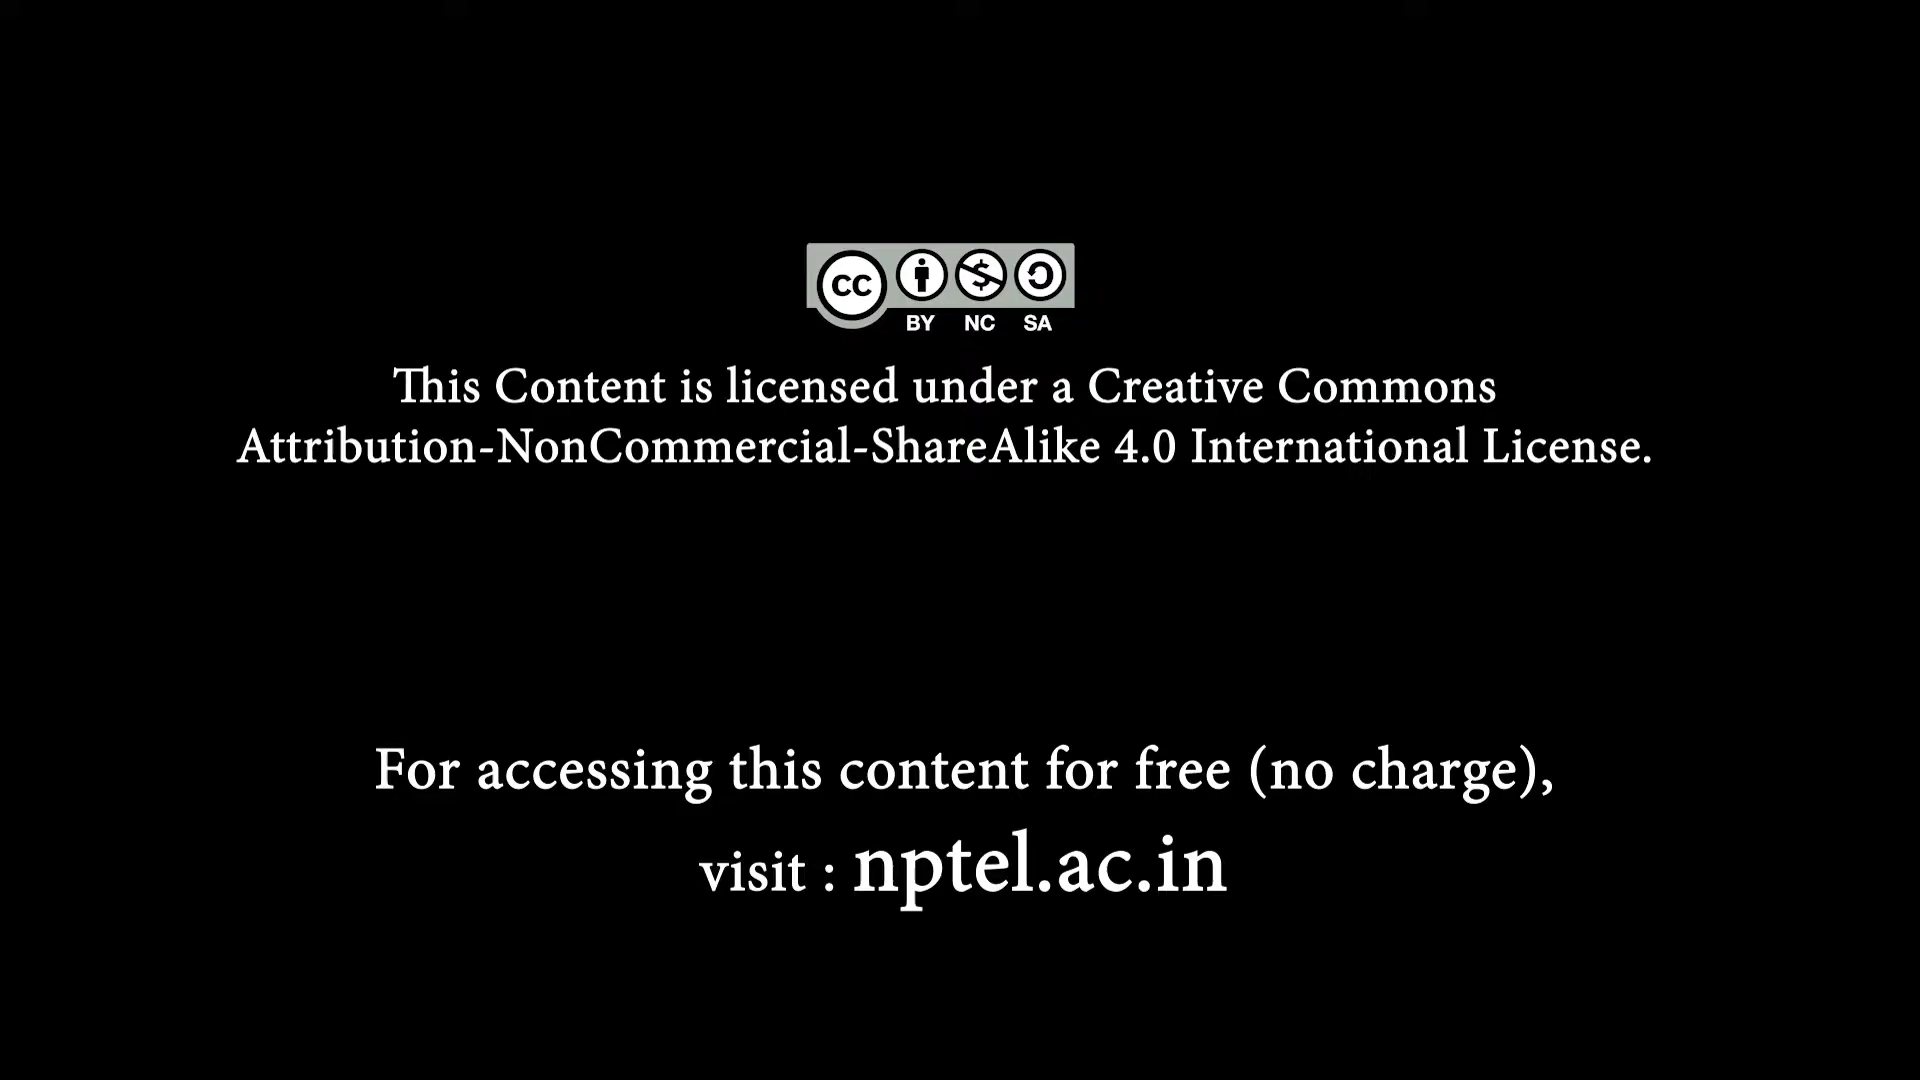 CC BY NC SA
This Content is licensed under a Creative Commons
Attribution-NonCommercial-ShareAlike 4.0 International License.
For accessing this content for free (no charge),
visit : nptel.ac.in